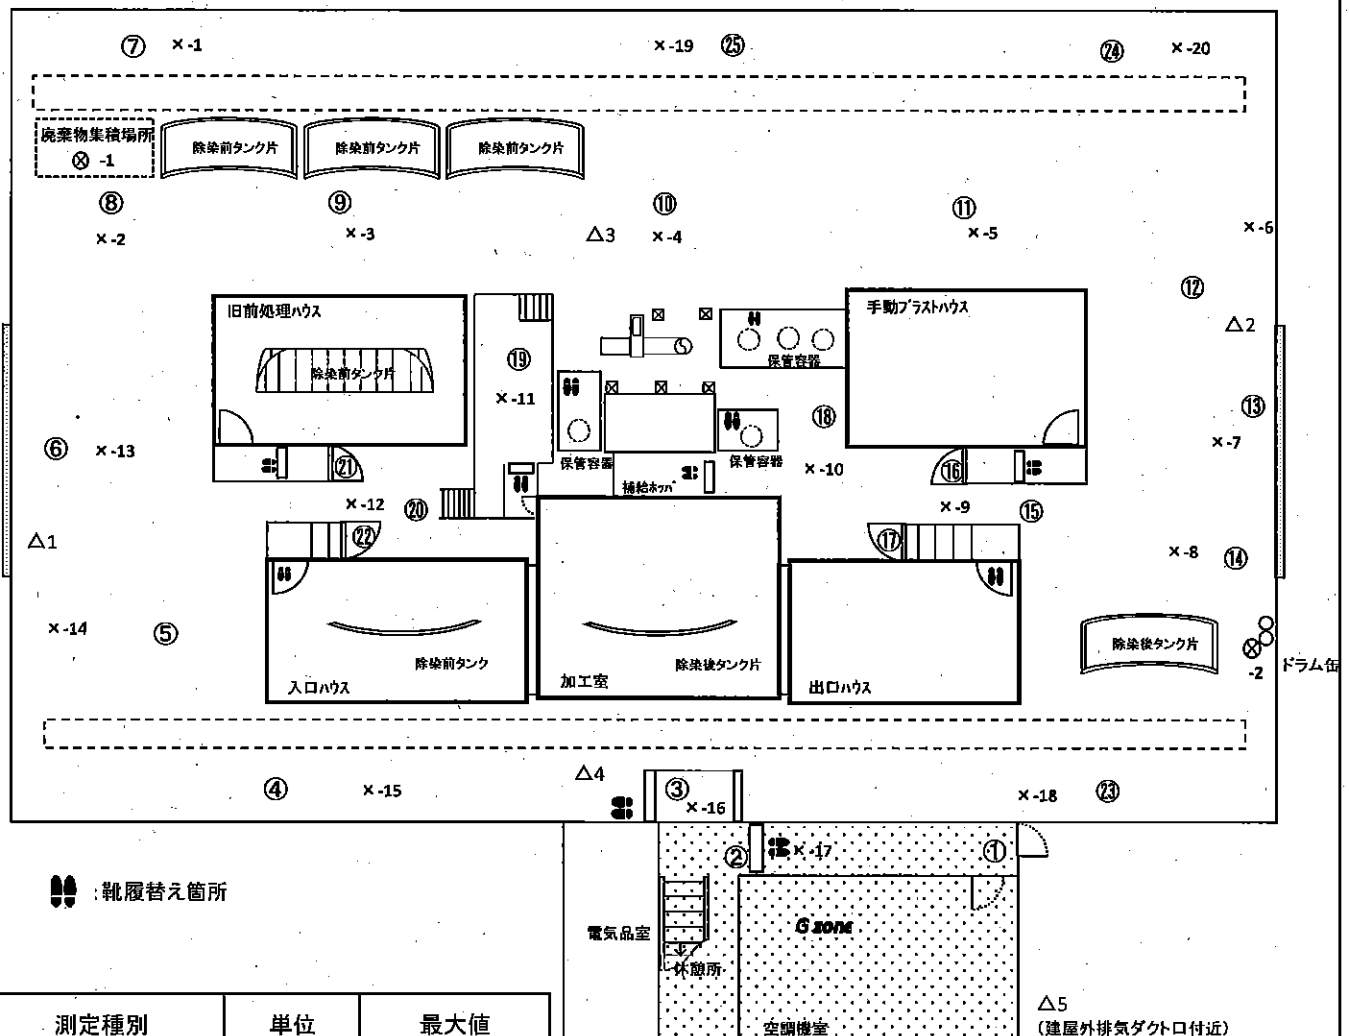 ⑦ ×-1 ×-19 ㉕ ㉔ ×-20
廃棄物集積場所
⊗ -1
除染前タンク片 除染前タンク片 除染前タンク片
⑧ ⑨ ⑩ ⑪
×-2 ×-3 △3 ×-4 ×-5 ×-6
⑫
旧前処理ハウス
手動ブラストハウス
△2
除染前タンク片
⑲
保管容器
×-11
⑱ ⑬
⑥ ×-13
×-7
㉑
保管容器
保管容器
×-10
⑯
補給ホッパ
×-12 ⑳
×-9 ⑮
△1
㉒
⑰
×-8 ⑭
×-14 ⑤
除染後タンク片
除染前タンク
除染後タンク片
-2
ドラム缶
入口ハウス
加工室
出口ハウス
④ ×-15 △4 ③ ×-16 ×-18 ㉓
② ×-17 ①
:靴履替え箇所
G zone
電気品室
休憩所
測定種別 単位 最大値
空調機室
△5
(建屋外排気ダクト口付近)